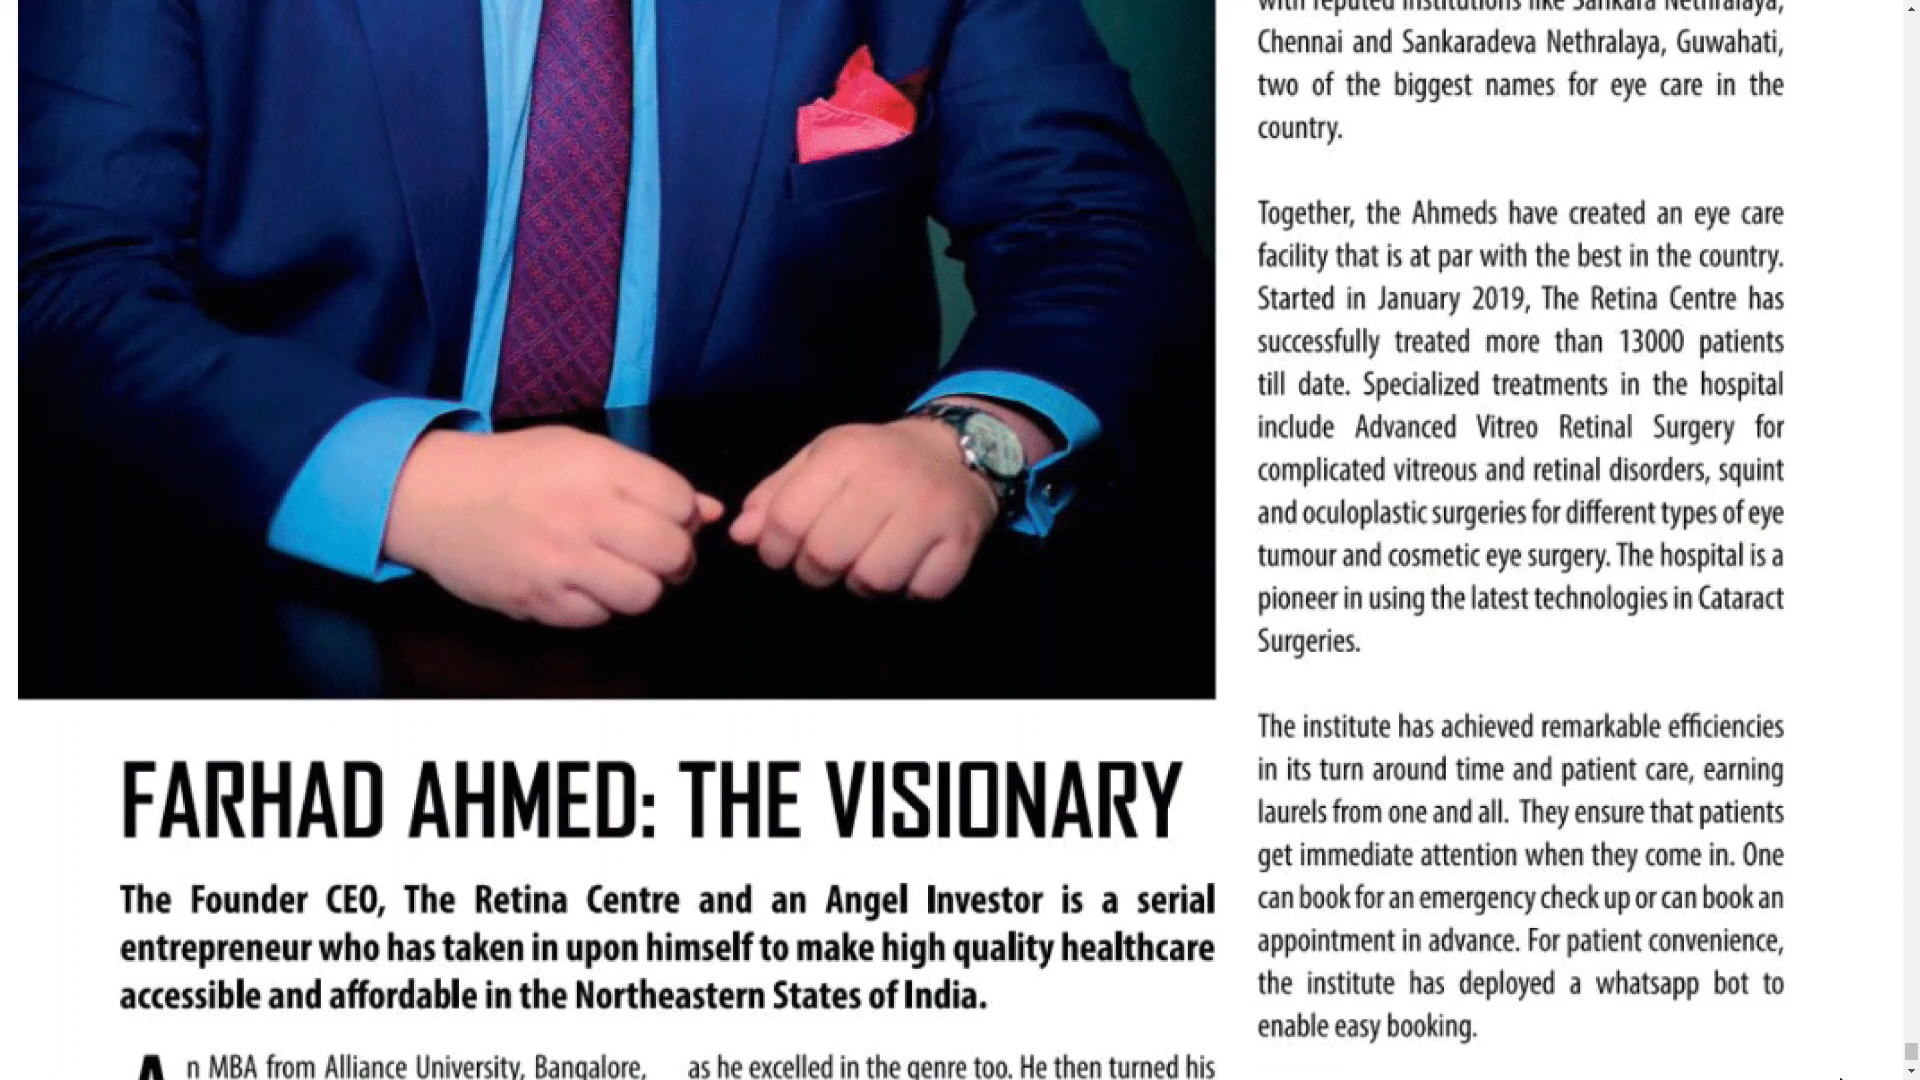 FARHAD AHMED: THE VISIONARY
The Founder CEO, The Retina Centre and an Angel Investor is a serial
entrepreneur who has taken in upon himself to make high quality healthcare
accessible and affordable in the Northeastern States of India.
An MBA from Alliance University, Bangalore,
as he excelled in the genre too. He then turned his
with reputed institutions like Sankara Nethralaya,
Chennai and Sankaradeva Nethralaya, Guwahati,
two of the biggest names for eye care in the
country.
Together, the Ahmeds have created an eye care
facility that is at par with the best in the country.
Started in January 2019, The Retina Centre has
successfully treated more than 13000 patients
till date. Specialized treatments in the hospital
include Advanced Vitreo Retinal Surgery for
complicated vitreous and retinal disorders, squint
and oculoplastic surgeries for different types of eye
tumour and cosmetic eye surgery. The hospital is a
pioneer in using the latest technologies in Cataract
Surgeries.
The institute has achieved remarkable efficiencies
in its turn around time and patient care, earning
laurels from one and all. They ensure that patients
get immediate attention when they come in. One
can book for an emergency check up or can book an
appointment in advance. For patient convenience,
the institute has deployed a whatsapp bot to
enable easy booking.